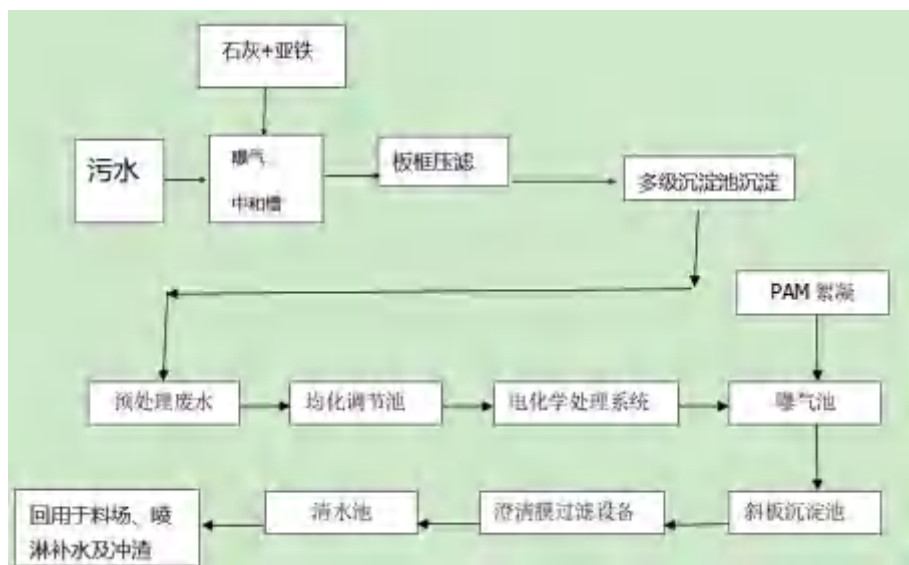 石灰+亚铁
污水
曝气
中和槽
板框压滤
多级沉淀池沉淀
PAM 絮凝
预处理废水
均化调节池
电化学处理系统
曝气池
回用于料场、喷
淋补水及冲渣
清水池
澄清膜过滤设备
斜板沉淀池